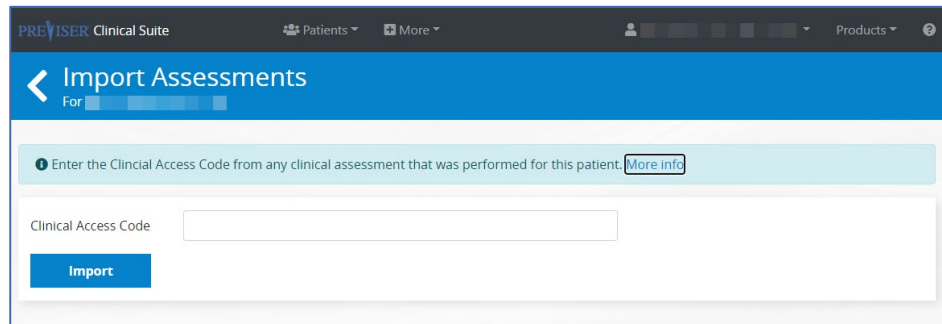 PREVISER Clinical Suite Patients More Products
Import Assessments
For
Enter the Clincial Access Code from any clinical assessment that was performed for this patient. More info
Clinical Access Code
Import